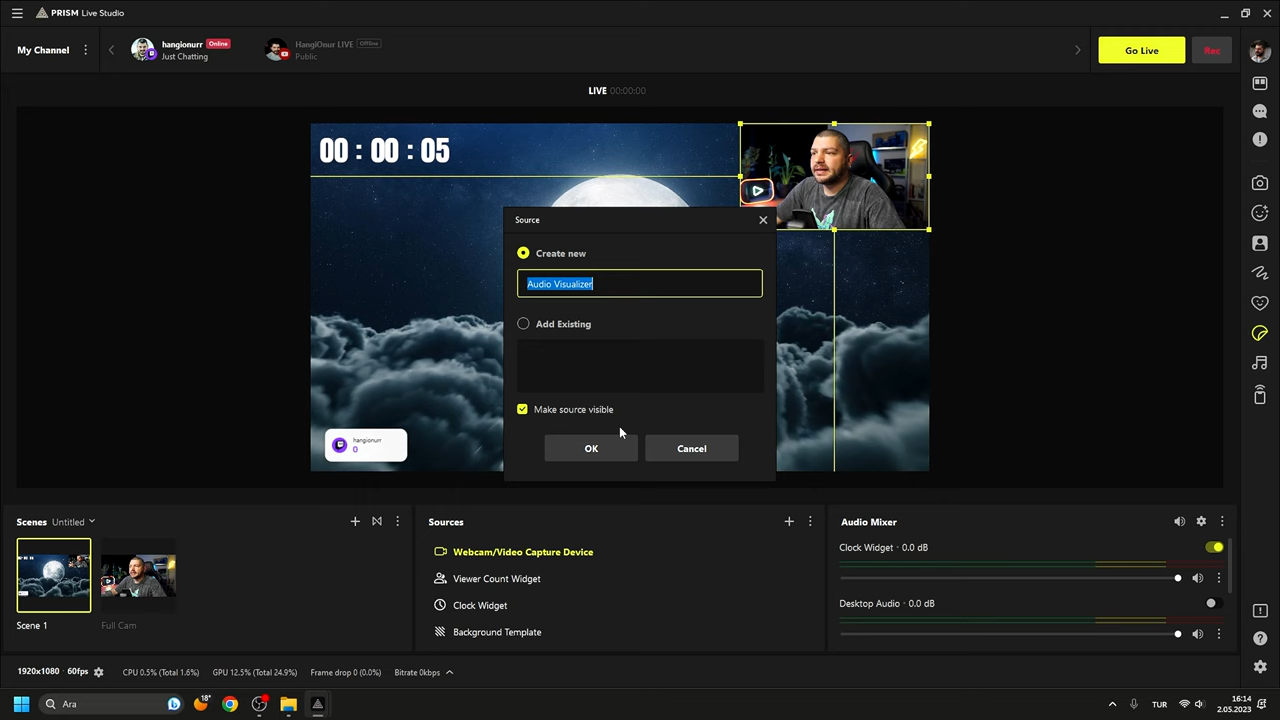 PRISM Live Studio
My Channel
hangionurr Online
Just Chatting
HangiOnur LIVE Offline
Public
Go Live
Rec
LIVE 00:00:00
00 : 00 : 05
hangionurr
0
Source
Create new
Audio Visualizer
Add Existing
Make source visible
OK
Cancel
Scenes Untitled
Scene 1
Full Cam
Sources
Webcam/Video Capture Device
Viewer Count Widget
Clock Widget
Background Template
Audio Mixer
Clock Widget · 0.0 dB
Desktop Audio · 0.0 dB
1920x1080 · 60fps
CPU 0.5% (Total 1.6%)
GPU 12.5% (Total 24.9%)
Frame drop 0 (0.0%)
Bitrate 0kbps
Ara
18°
TUR
16:14
2.05.2023